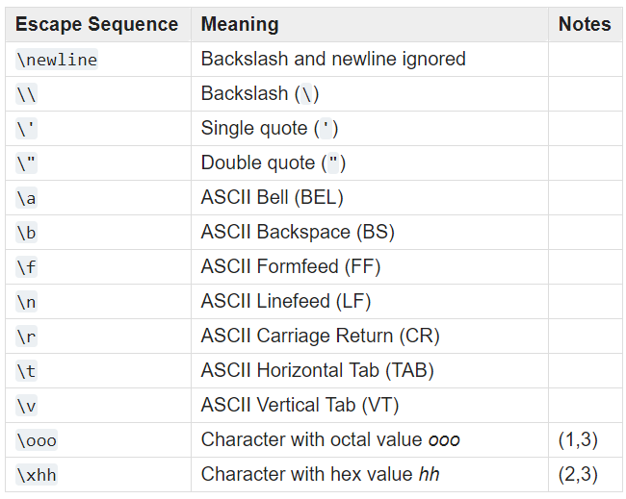 Escape Sequence Meaning Notes
\newline Backslash and newline ignored
\\ Backslash (\)
\' Single quote (')
\" Double quote (")
\a ASCII Bell (BEL)
\b ASCII Backspace (BS)
\f ASCII Formfeed (FF)
\n ASCII Linefeed (LF)
\r ASCII Carriage Return (CR)
\t ASCII Horizontal Tab (TAB)
\v ASCII Vertical Tab (VT)
\ooo Character with octal value ooo (1,3)
\xhh Character with hex value hh (2,3)